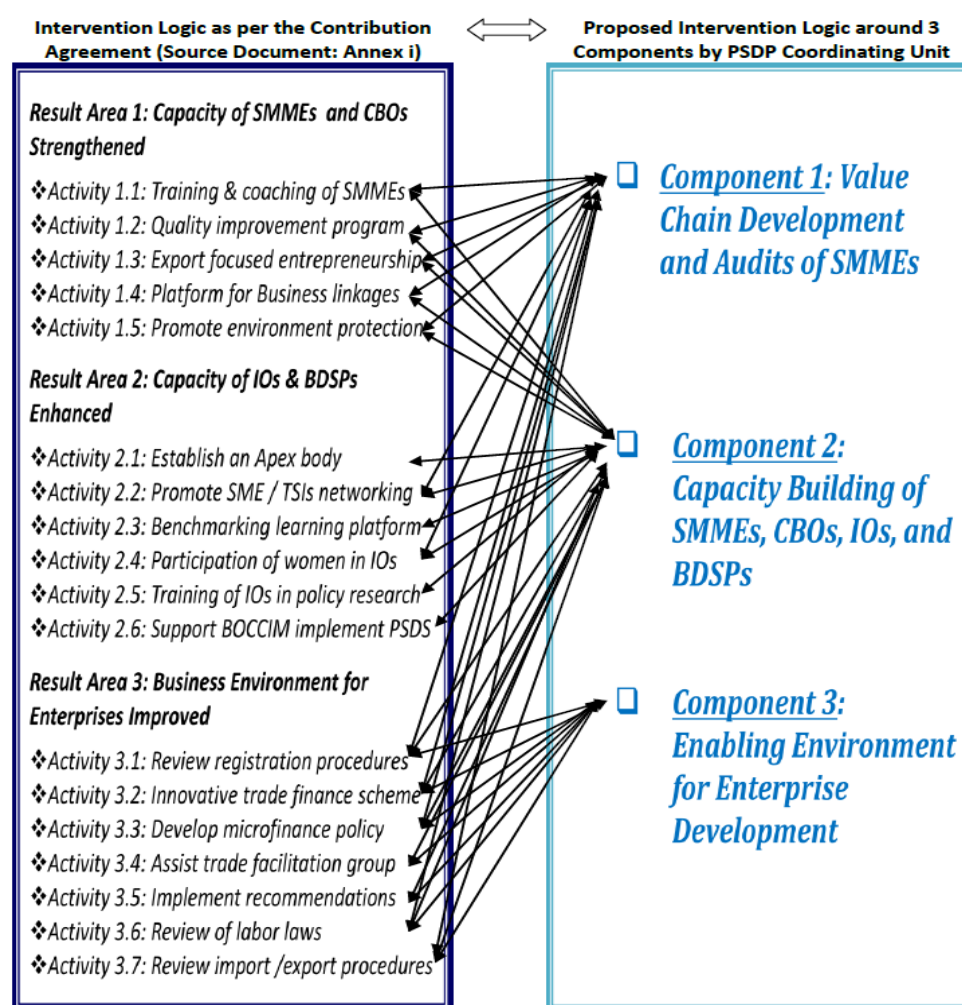 Intervention Logic as per the Contribution
Agreement (Source Document: Annex i)
Result Area 1: Capacity of SMMEs and CBOs
Strengthened
❖Activity 1.1: Training & coaching of SMMEs
❖Activity 1.2: Quality improvement program
❖Activity 1.3: Export focused entrepreneurship
❖Activity 1.4: Platform for Business linkages
❖Activity 1.5: Promote environment protection
Result Area 2: Capacity of IOs & BDSPs
Enhanced
❖Activity 2.1: Establish an Apex body
❖Activity 2.2: Promote SME / TSIs networking
❖Activity 2.3: Benchmarking learning platform
❖Activity 2.4: Participation of women in IOs
❖Activity 2.5: Training of IOs in policy research
❖Activity 2.6: Support BOCCIM implement PSDS
Result Area 3: Business Environment for
Enterprises Improved
❖Activity 3.1: Review registration procedures
❖Activity 3.2: Innovative trade finance scheme
❖Activity 3.3: Develop microfinance policy
❖Activity 3.4: Assist trade facilitation group
❖Activity 3.5: Implement recommendations
❖Activity 3.6: Review of labor laws
❖Activity 3.7: Review import /export procedures
Proposed Intervention Logic around 3
Components by PSDP Coordinating Unit
❑ Component 1: Value
Chain Development
and Audits of SMMEs
❑ Component 2:
Capacity Building of
SMMEs, CBOs, IOs, and
BDSPs
❑ Component 3:
Enabling Environment
for Enterprise
Development